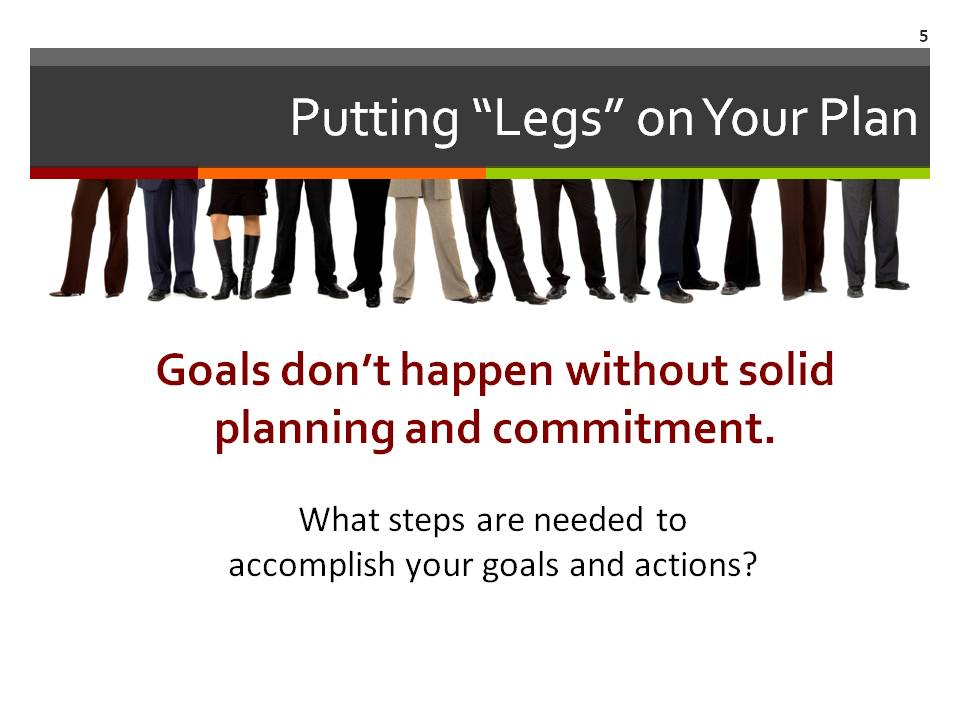 5
Putting “Legs” on Your Plan
Goals don’t happen without solid
planning and commitment.
What steps are needed to
accomplish your goals and actions?